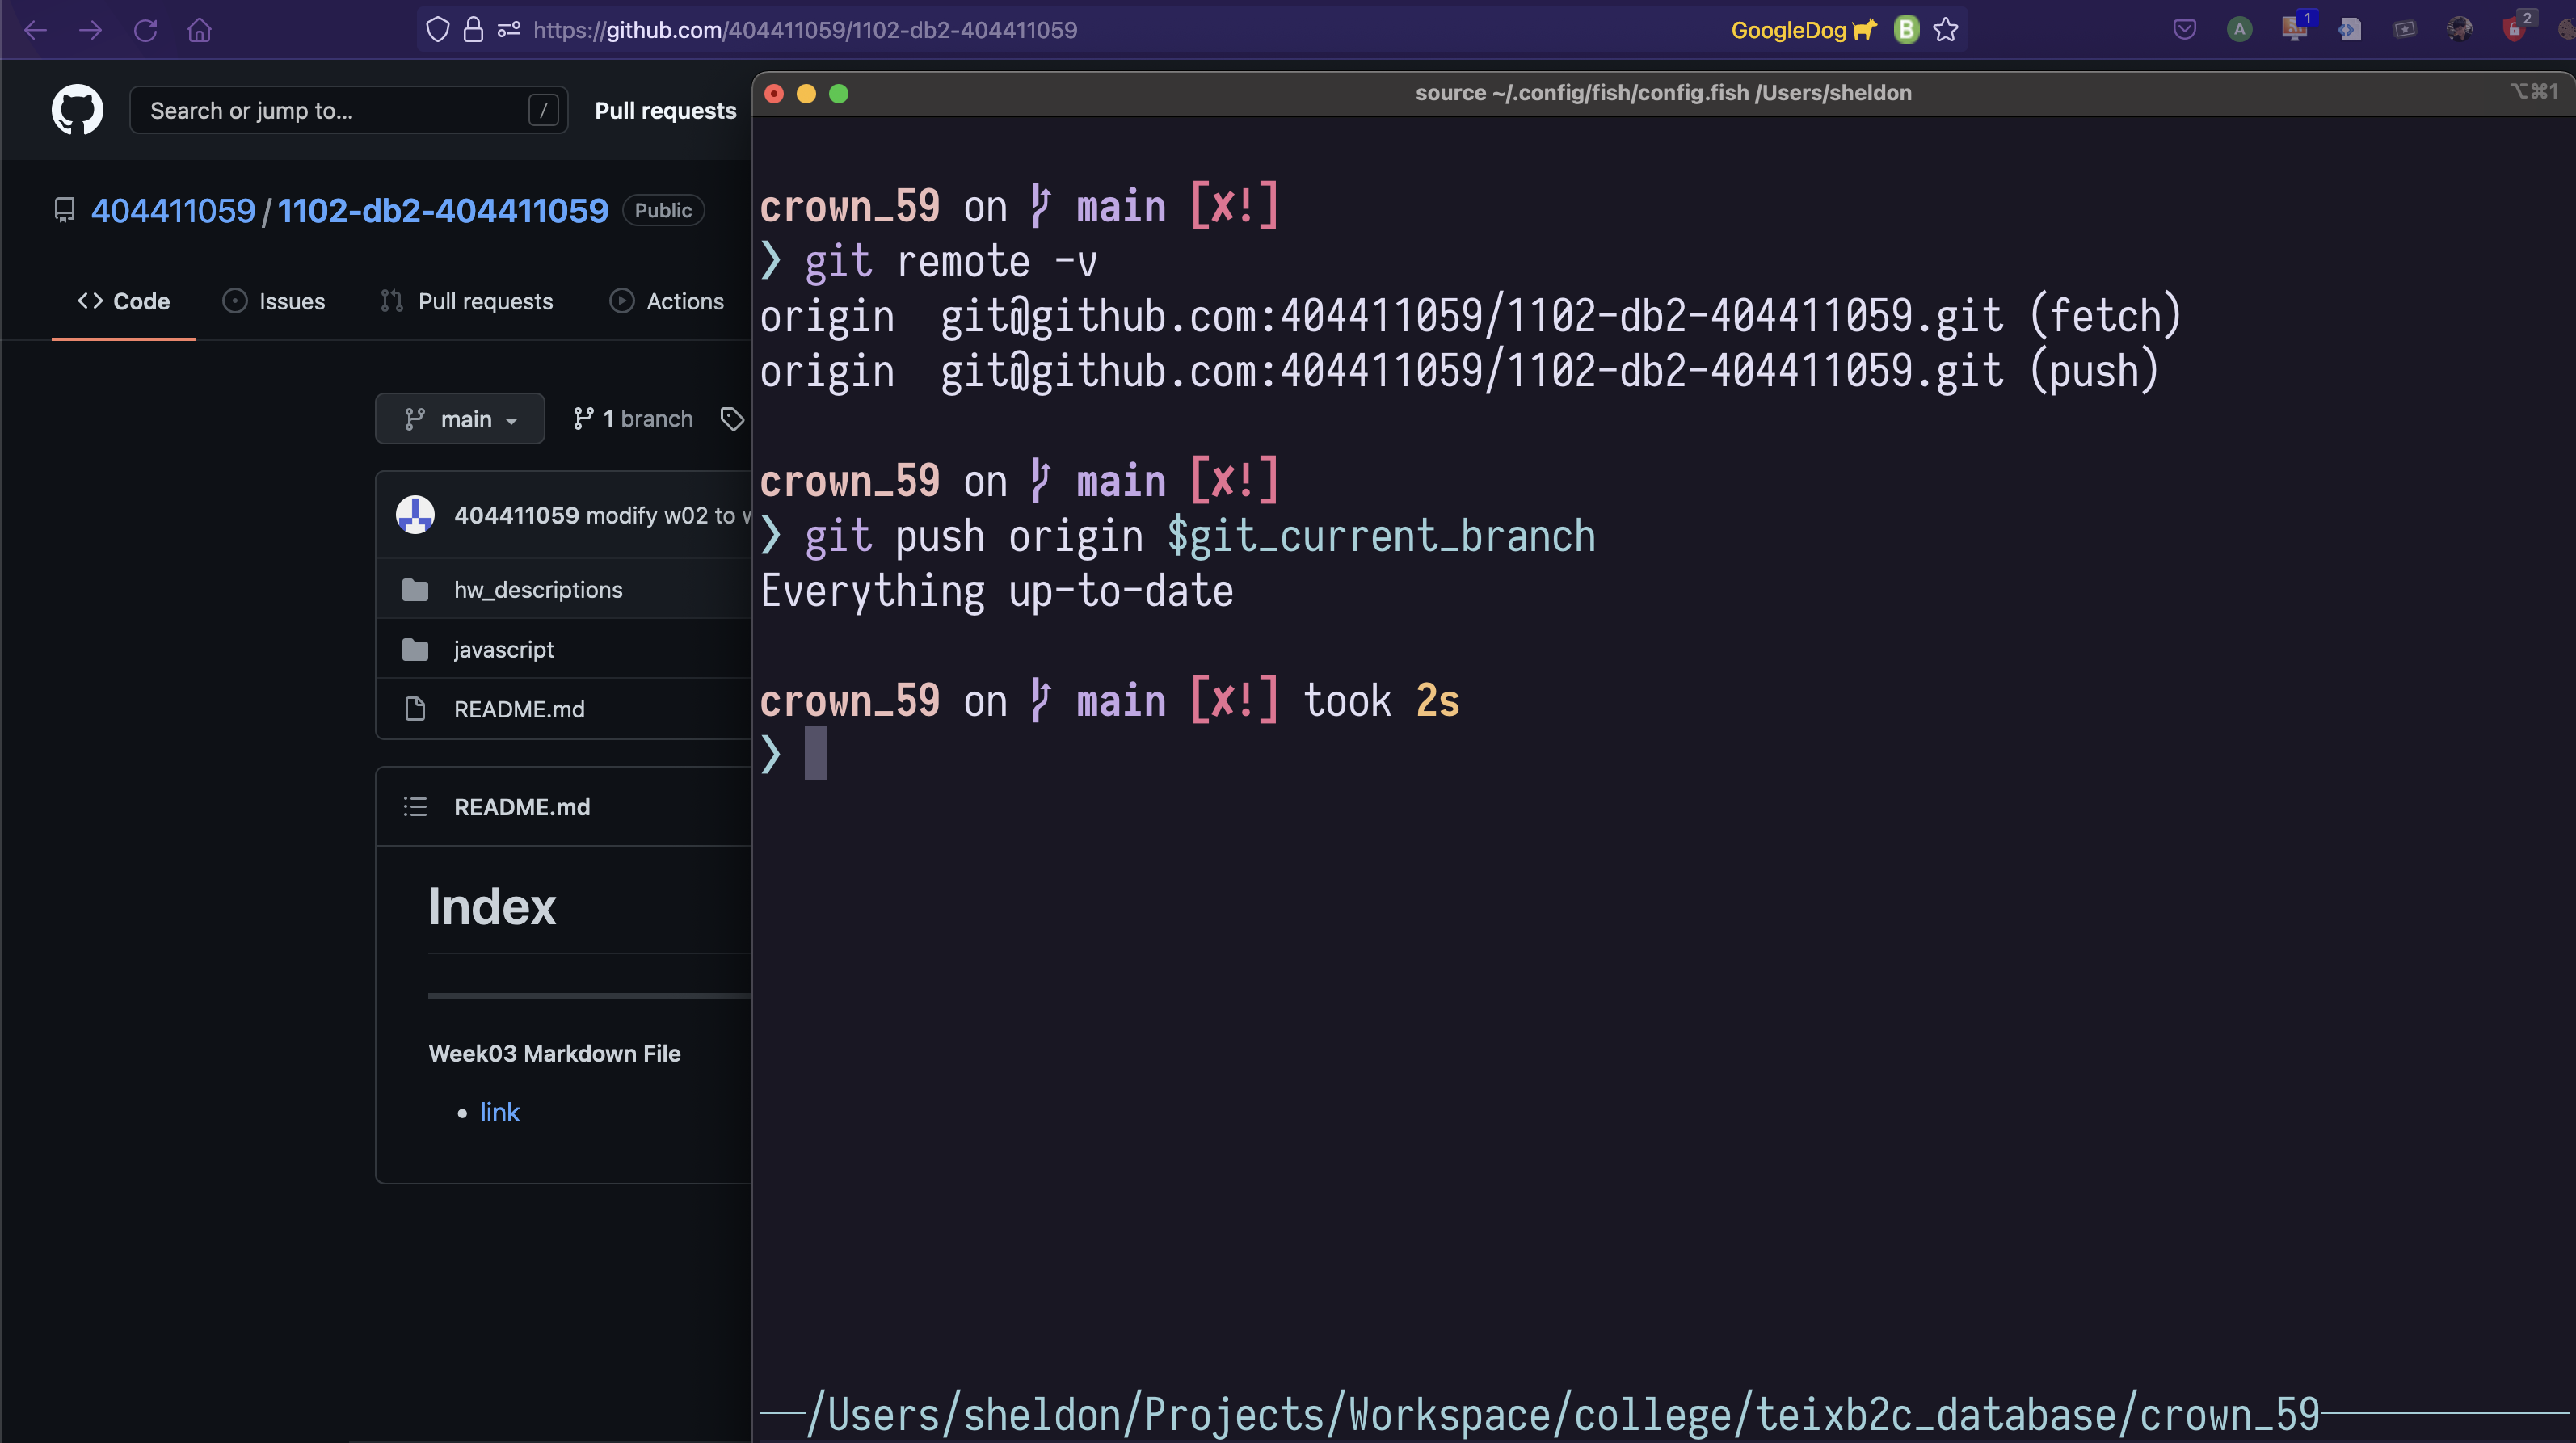 https://github.com/404411059/1102-db2-404411059
GoogleDog
B
A
1
2
Search or jump to...
/
Pull requests
source ~/.config/fish/config.fish /Users/sheldon
⌥⌘1
404411059/1102-db2-404411059
Public
Code
Issues
Pull requests
Actions
main
1 branch
404411059 modify w02 to
hw_descriptions
javascript
README.md
README.md
Index
Week03 Markdown File
• link
crown_59 on main [✘!]
❯ git remote -v
origin git@github.com:404411059/1102-db2-404411059.git (fetch)
origin git@github.com:404411059/1102-db2-404411059.git (push)
crown_59 on main [✘!]
❯ git push origin $git_current_branch
Everything up-to-date
crown_59 on main [✘!] took 2s
❯
/Users/sheldon/Projects/Workspace/college/teixb2c_database/crown_59